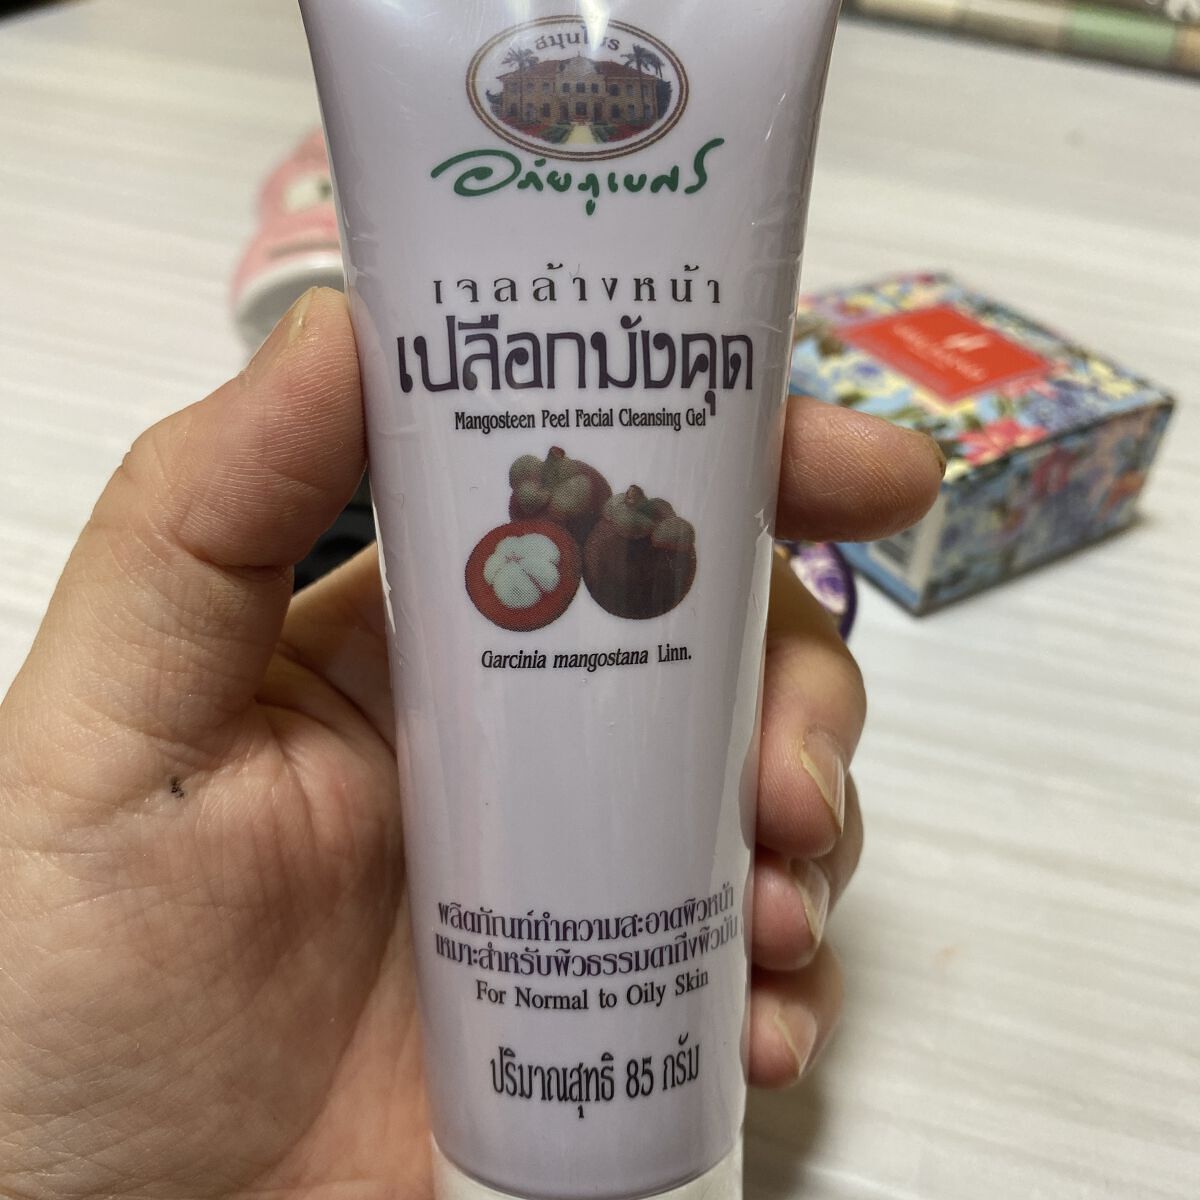 สมุนไพร
อภัยภูเบศร
เจลล้างหน้า
เปลือกมังคุด
Mangosteen Peel Facial Cleansing Gel
Garcinia mangostana Linn.
ผลิตภัณฑ์ทำความสะอาดผิวหน้า
เหมาะสำหรับผิวธรรมดาถึงผิวมัน
For Normal to Oily Skin
ปริมาณสุทธิ 85 กรัม